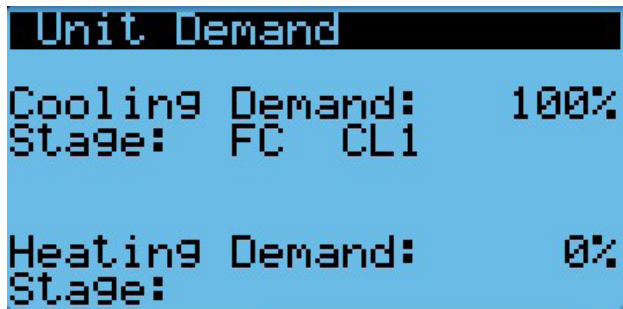 Unit Demand
Cooling Demand: 100%
Stage: FC CL1
Heating Demand: 0%
Stage: